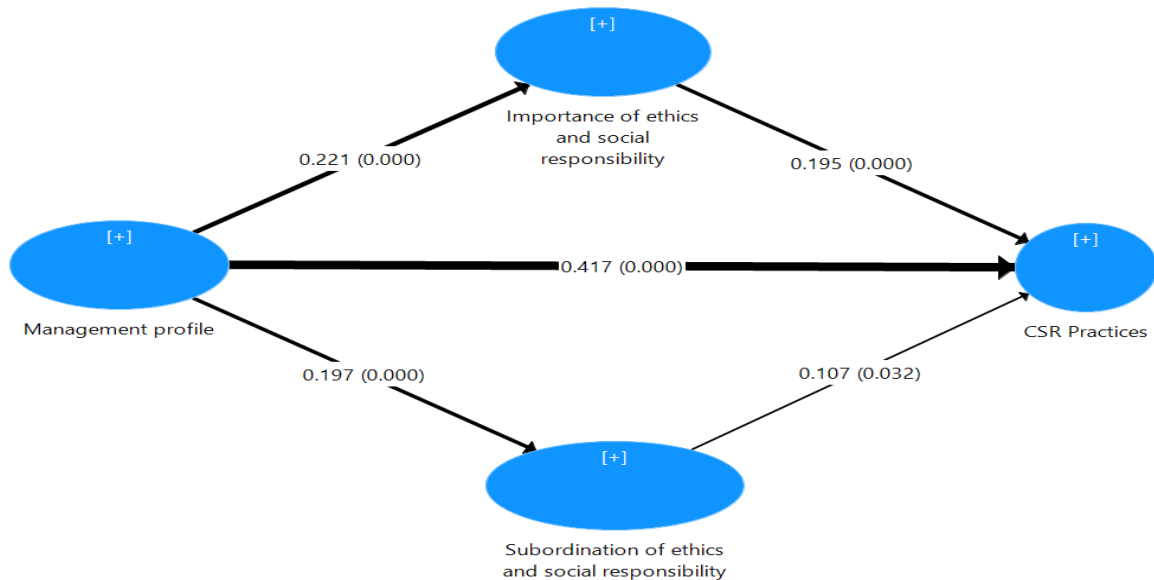 [+]
Importance of ethics
and social
responsibility
0.221 (0.000)
0.195 (0.000)
[+]
Management profile
0.417 (0.000)
[+]
CSR Practices
0.197 (0.000)
0.107 (0.032)
[+]
Subordination of ethics
and social responsibility